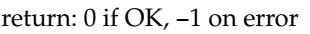 return: 0 if OK, –1 on error